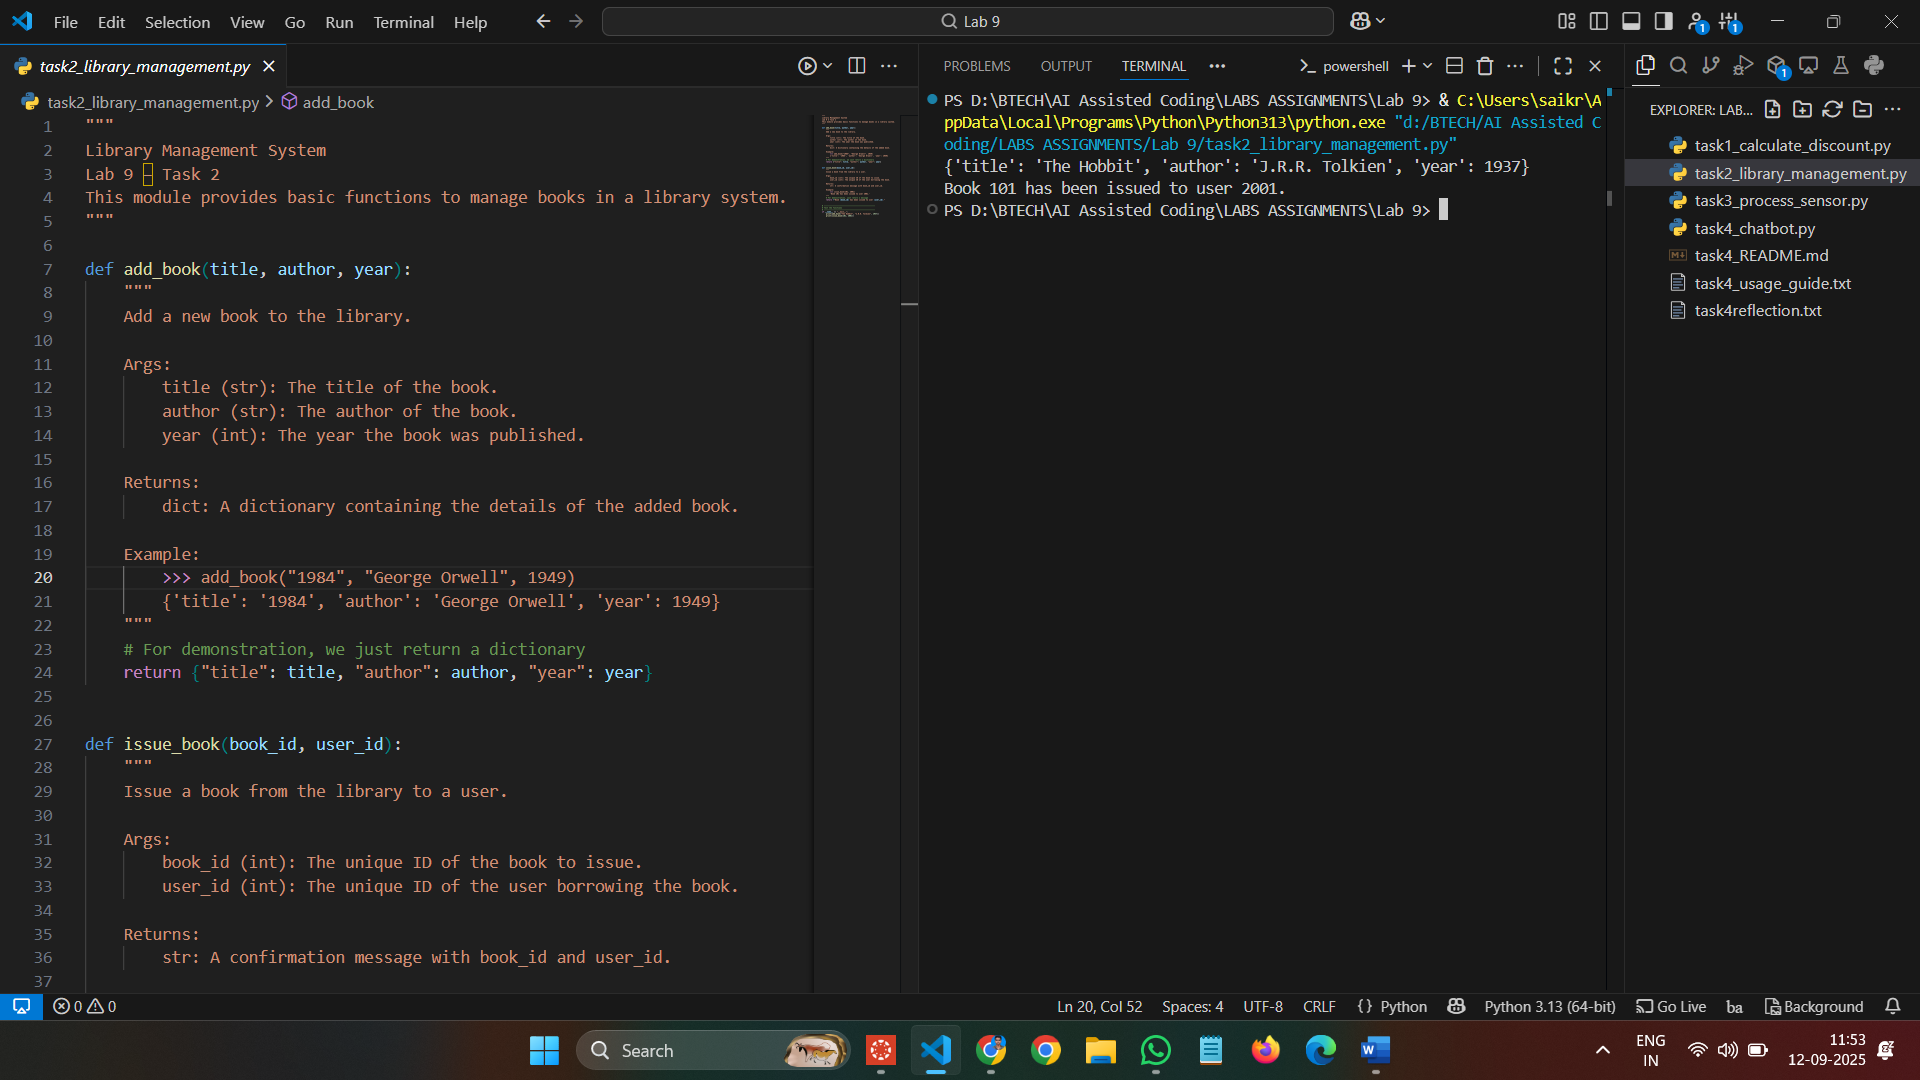 File Edit Selection View Go Run Terminal Help
Lab 9
task2_library_management.py
task2_library_management.py > add_book
1 """
2 Library Management System
3 Lab 9 – Task 2
4 This module provides basic functions to manage books in a library system.
5 """
6
7 def add_book(title, author, year):
8 """
9 Add a new book to the library.
10
11 Args:
12 title (str): The title of the book.
13 author (str): The author of the book.
14 year (int): The year the book was published.
15
16 Returns:
17 dict: A dictionary containing the details of the added book.
18
19 Example:
20 >>> add_book("1984", "George Orwell", 1949)
21 {'title': '1984', 'author': 'George Orwell', 'year': 1949}
22 """
23 # For demonstration, we just return a dictionary
24 return {"title": title, "author": author, "year": year}
25
26
27 def issue_book(book_id, user_id):
28 """
29 Issue a book from the library to a user.
30
31 Args:
32 book_id (int): The unique ID of the book to issue.
33 user_id (int): The unique ID of the user borrowing the book.
34
35 Returns:
36 str: A confirmation message with book_id and user_id.
37
PROBLEMS OUTPUT TERMINAL ··· powershell
PS D:\BTECH\AI Assisted Coding\LABS ASSIGNMENTS\Lab 9> & C:\Users\saikr\A
ppData\Local\Programs\Python\Python313\python.exe "d:/BTECH/AI Assisted C
oding/LABS ASSIGNMENTS/Lab 9/task2_library_management.py"
{'title': 'The Hobbit', 'author': 'J.R.R. Tolkien', 'year': 1937}
Book 101 has been issued to user 2001.
PS D:\BTECH\AI Assisted Coding\LABS ASSIGNMENTS\Lab 9>
1 1
1
EXPLORER: LAB...
task1_calculate_discount.py
task2_library_management.py
task3_process_sensor.py
task4_chatbot.py
task4_README.md
task4_usage_guide.txt
task4reflection.txt
0 0 Ln 20, Col 52 Spaces: 4 UTF-8 CRLF {} Python Python 3.13 (64-bit) Go Live ba Background
Search
ENG
IN
11:53
12-09-2025